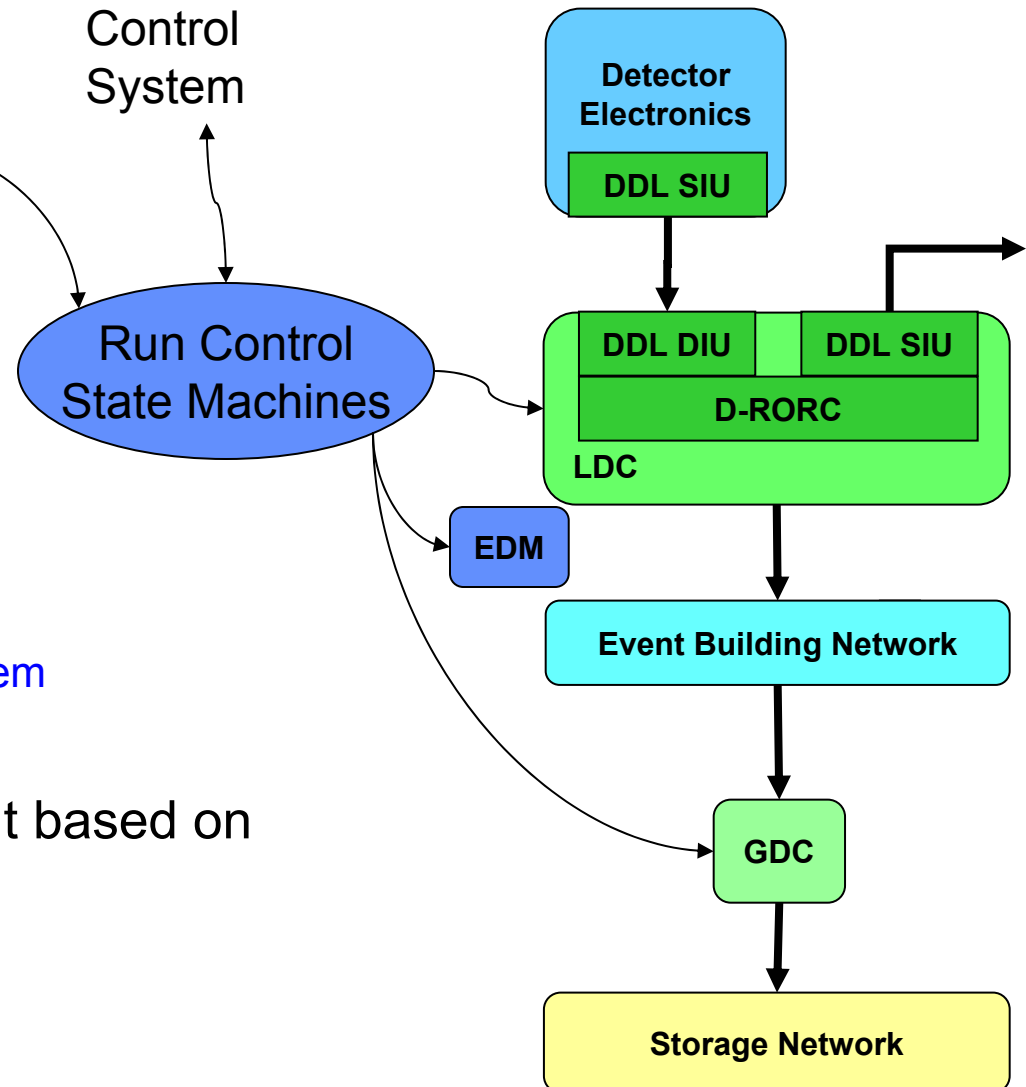 Control
System
Detector
Electronics
DDL SIU
Run Control
State Machines
DDL DIU
DDL SIU
D-RORC
LDC
EDM
Event Building Network
em
t based on
GDC
Storage Network